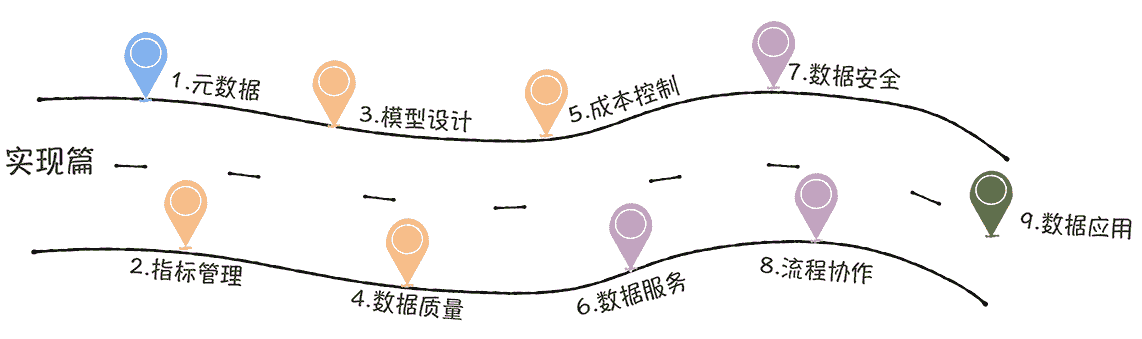 实现篇
1.元数据
2.指标管理
3.模型设计
4.数据质量
5.成本控制
6.数据服务
7.数据安全
8.流程协作
9.数据应用